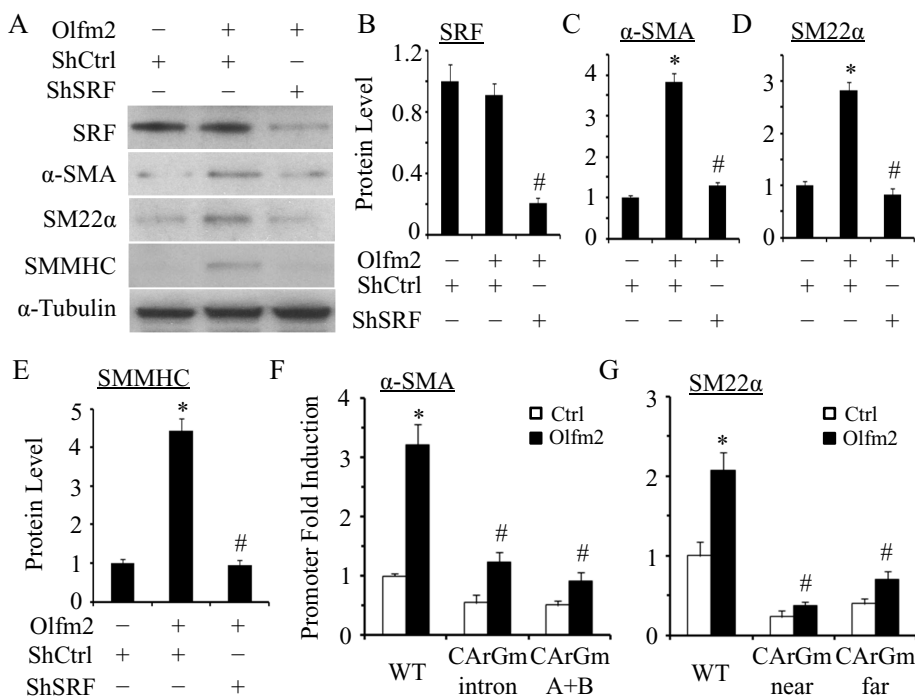 A
Olfm2 − + +
ShCtrl + + −
ShSRF − − +
SRF
α-SMA
SM22α
SMMHC
α-Tubulin
B
SRF
Protein Level
1.2
0.8
0.4
0
C
α-SMA
4
3
2
1
0
*
#
D
SM22α
3
2
1
0
*
#
#
Olfm2 − + + − + + − + +
ShCtrl + + − + + − + + −
ShSRF − − + − − + − − +
E
SMMHC
Protein Level
5
4
3
2
1
0
*
#
Olfm2 − + +
ShCtrl + + −
ShSRF − − +
F
α-SMA
Promoter Fold Induction
4
3
2
1
0
Ctrl
Olfm2
*
#
#
WT
CArGm intron
CArGm A+B
G
SM22α
3
2
1
0
Ctrl
Olfm2
*
#
#
WT
CArGm near
CArGm far